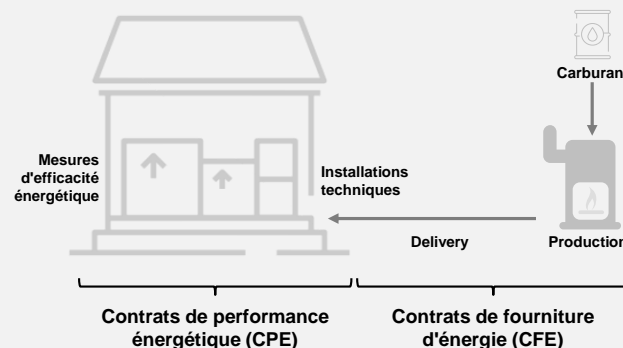 Carburan
Mesures
d'efficacité
énergétique
Installations
techniques
Delivery
Production
Contrats de performance
énergétique (CPE)
Contrats de fourniture
d'énergie (CFE)